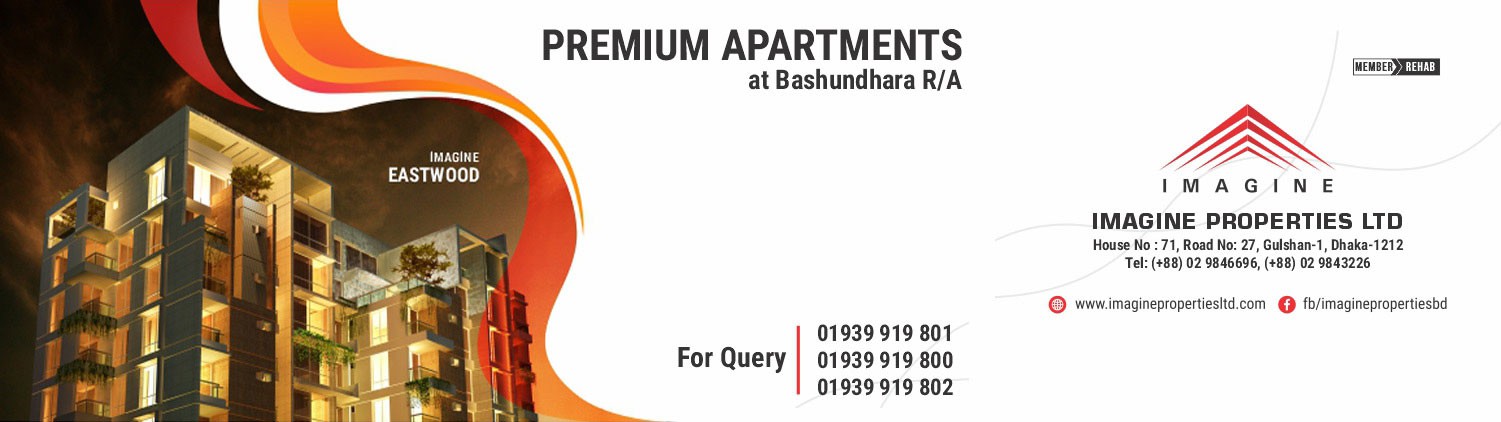 PREMIUM APARTMENTS
at Bashundhara R/A
İMAGİNE
EASTWOOD
For Query
01939 919 801
01939 919 800
01939 919 802
MEMBER REHAB
IMAGINE
IMAGINE PROPERTIES LTD
House No : 71, Road No: 27, Gulshan-1, Dhaka-1212
Tel: (+88) 02 9846696, (+88) 02 9843226
www.imaginepropertiesltd.com fb/imaginepropertiesbd